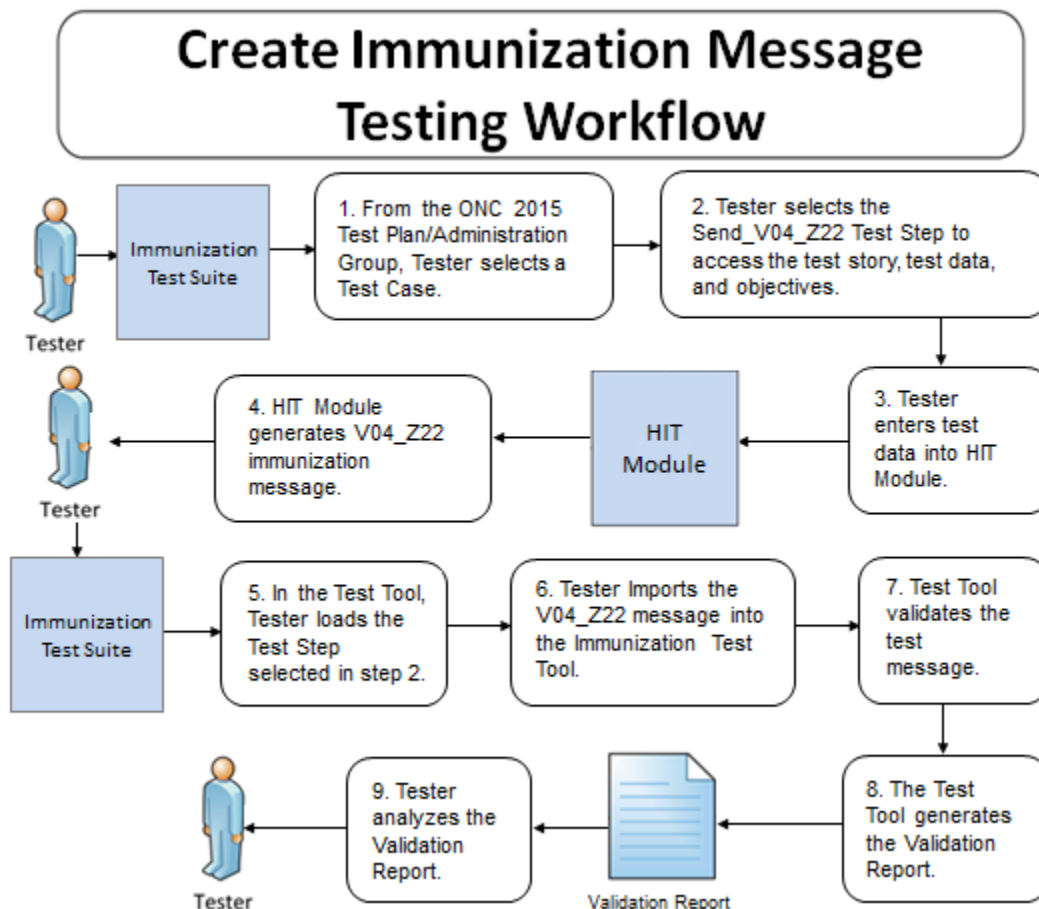 Create Immunization Message
Testing Workflow
Tester
Immunization
Test Suite
1. From the ONC 2015
Test Plan/Administration
Group, Tester selects a
Test Case.
2. Tester selects the
Send_V04_Z22 Test Step to
access the test story, test data,
and objectives.
3. Tester
enters test
data into HIT
Module.
HIT
Module
4. HIT Module
generates V04_Z22
immunization
message.
Tester
Immunization
Test Suite
5. In the Test Tool,
Tester loads the
Test Step
selected in step 2.
6. Tester Imports the
V04_Z22 message into
the Immunization Test
Tool.
7. Test Tool
validates the
test
message.
8. The Test
Tool generates
the Validation
Report.
Validation Report
9. Tester
analyzes the
Validation
Report.
Tester